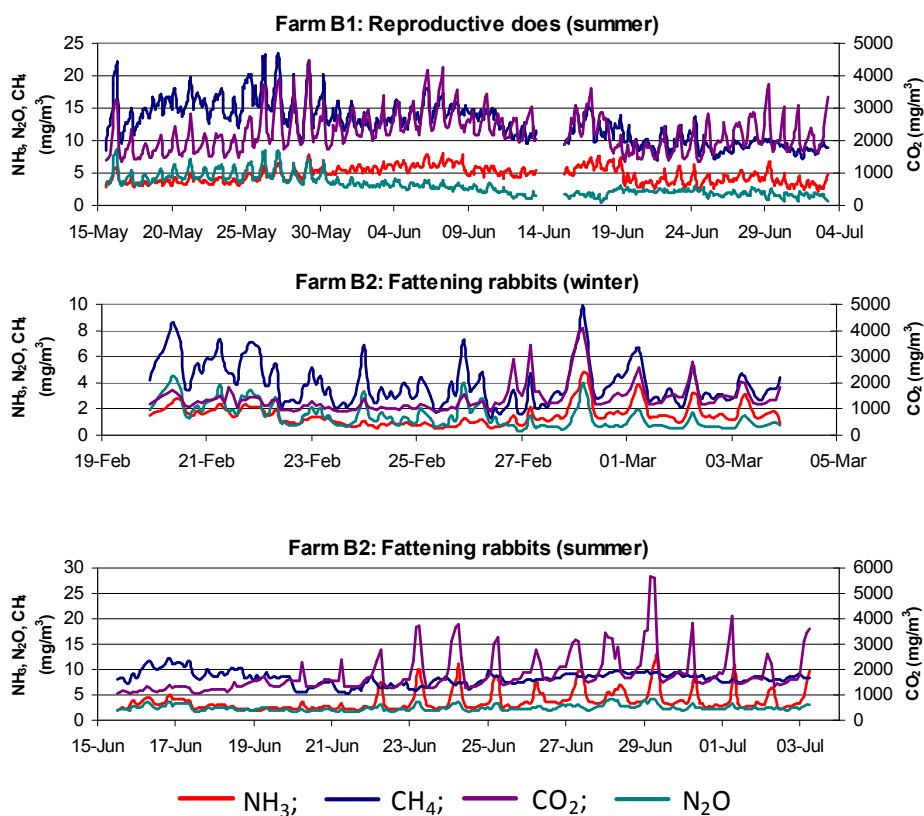 Farm B1: Reproductive does (summer)
NH₃, N₂O, CH₄
(mg/m³)
25
20
15
10
5
0
5000
4000
3000
2000
1000
0
CO₂ (mg/m³)
15-May 20-May 25-May 30-May 04-Jun 09-Jun 14-Jun 19-Jun 24-Jun 29-Jun 04-Jul
Farm B2: Fattening rabbits (winter)
NH₃, N₂O, CH₄
(mg/m³)
10
8
6
4
2
0
5000
4000
3000
2000
1000
0
CO₂ (mg/m³)
19-Feb 21-Feb 23-Feb 25-Feb 27-Feb 01-Mar 03-Mar 05-Mar
Farm B2: Fattening rabbits (summer)
NH₃, N₂O, CH₄
(mg/m³)
30
25
20
15
10
5
0
6000
5000
4000
3000
2000
1000
0
CO₂ (mg/m³)
15-Jun 17-Jun 19-Jun 21-Jun 23-Jun 25-Jun 27-Jun 29-Jun 01-Jul 03-Jul
NH₃; CH₄; CO₂; N₂O